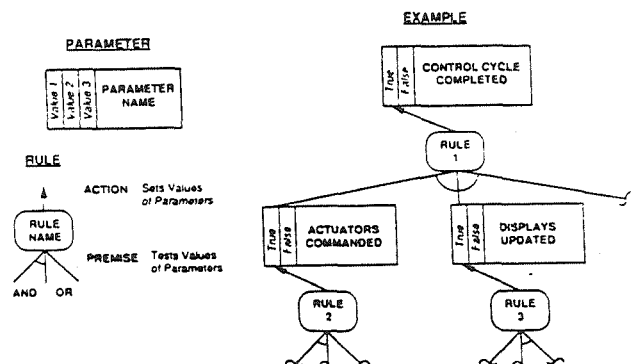 EXAMPLE
PARAMETER
Value 1
Value 2
Value 3
PARAMETER
NAME
True
False
CONTROL CYCLE
COMPLETED
RULE
1
RULE
ACTION Sets Values
of Parameters
RULE
NAME
PREMISE Tests Values
of Parameters
AND OR
True
False
ACTUATORS
COMMANDED
True
False
DISPLAYS
UPDATED
RULE
2
RULE
3